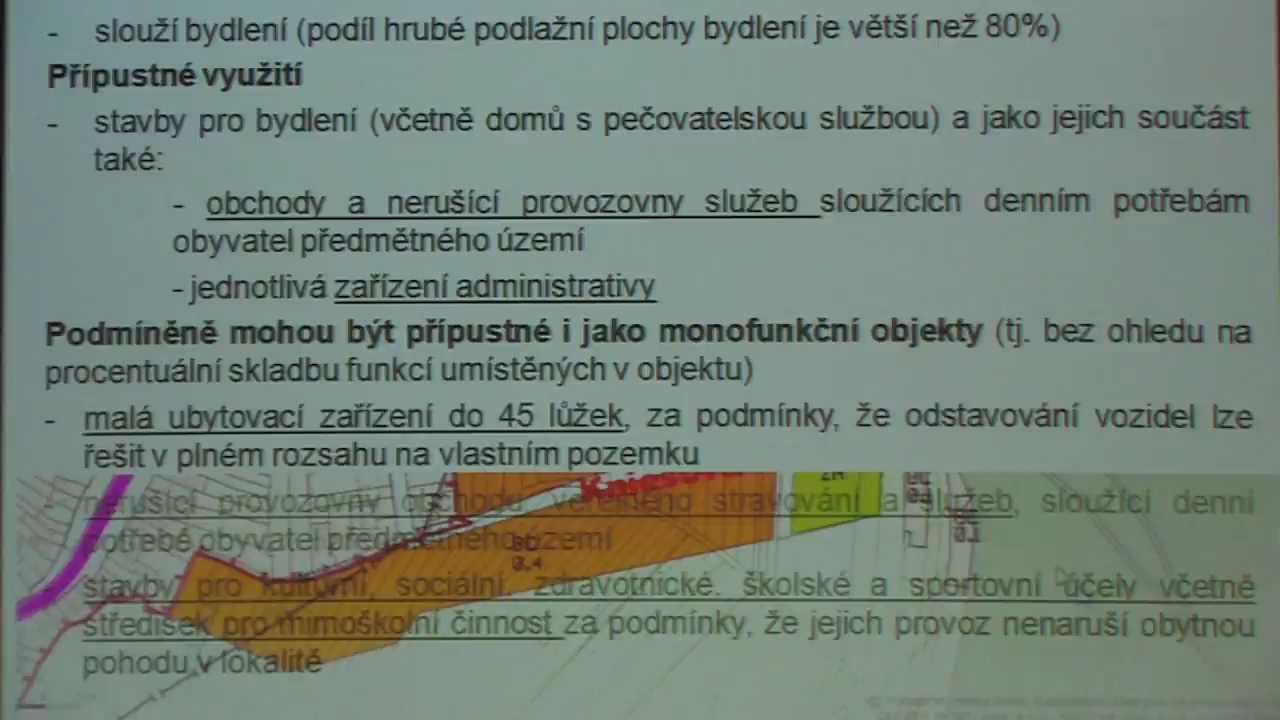 - slouží bydlení (podíl hrubé podlažní plochy bydlení je větší než 80%)
Přípustné využití
- stavby pro bydlení (včetně domů s pečovatelskou službou) a jako jejich součást
také:
- obchody a nerušící provozovny služeb sloužících denním potřebám
obyvatel předmětného území
- jednotlivá zařízení administrativy
Podmíněně mohou být přípustné i jako monofunkční objekty (tj. bez ohledu na
procentuální skladbu funkcí umístěných v objektu)
- malá ubytovací zařízení do 45 lůžek, za podmínky, že odstavování vozidel lze
řešit v plném rozsahu na vlastním pozemku
- nerušící provozovny obchodu, veřejného stravování a služeb, sloužící denní
potřebě obyvatel předmětného území
0.4
- stavby pro kulturní, sociální, zdravotnické, školské a sportovní účely včetně
středisek pro mimoškolní činnost za podmínky, že jejich provoz nenaruší obytnou
pohodu v lokalitě